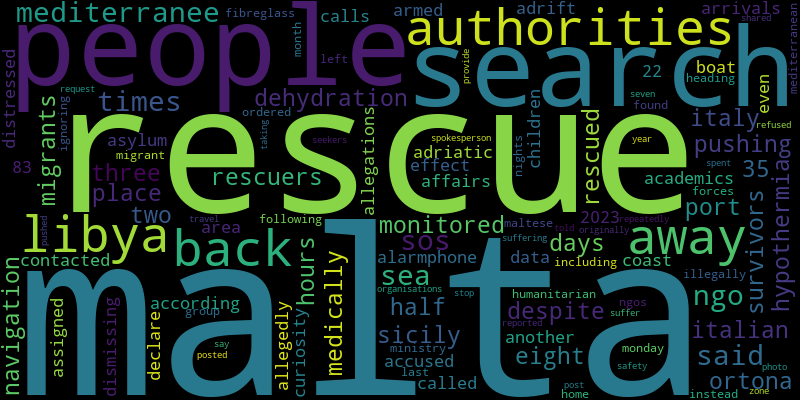 mediterranee
fibreglass
calls
armed
adrift
arrivals
shared
people
authorities
month
left
search
mediterranean
distressed
request
ignoring
times
dehydration
22
boat
heading
provide
even
found
seven
migrants
rescue
ordered
children
italy
asylum
taking
allegations
seekers
spokesperson
nights
rescued
refused
year
pushing
83
migrant
three
place
rescuers
adriatic
effect
affairs
academics
forces
35
hypothermia
survivors
spent
port
two
area
following
monitored
maltese
2023
repeatedly
told
originally
libya
pushed
travel
back
sos
days
away
contacted
hours
medically
alarmphone
data
suffering
including
coast
illegally
navigation
malta
sea
organisations
stop
humanitarian
ngos
suffer
ngo
assigned
dismissing
declare
according
group
allegedly
curiosity
half
despite
reported
sicily
another
italian
say
posted
ministry
accused
last
called
eight
monday
safety
said
photo
post
home
instead
zone
ortona